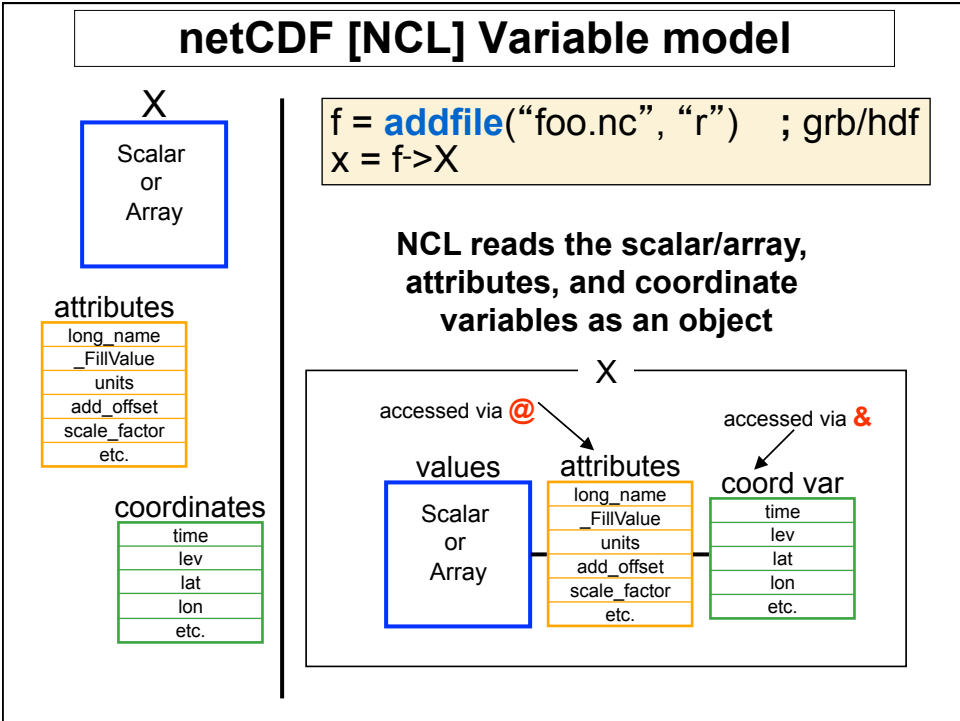 netCDF [NCL] Variable model
X
Scalar
or
Array
attributes
long_name
_FillValue
units
add_offset
scale_factor
etc.
coordinates
time
lev
lat
lon
etc.
f = addfile(“foo.nc”, “r”) ; grb/hdf
x = f->X
NCL reads the scalar/array,
attributes, and coordinate
variables as an object
X
accessed via @
accessed via &
values
Scalar
or
Array
attributes
long_name
_FillValue
units
add_offset
scale_factor
etc.
coord var
time
lev
lat
lon
etc.